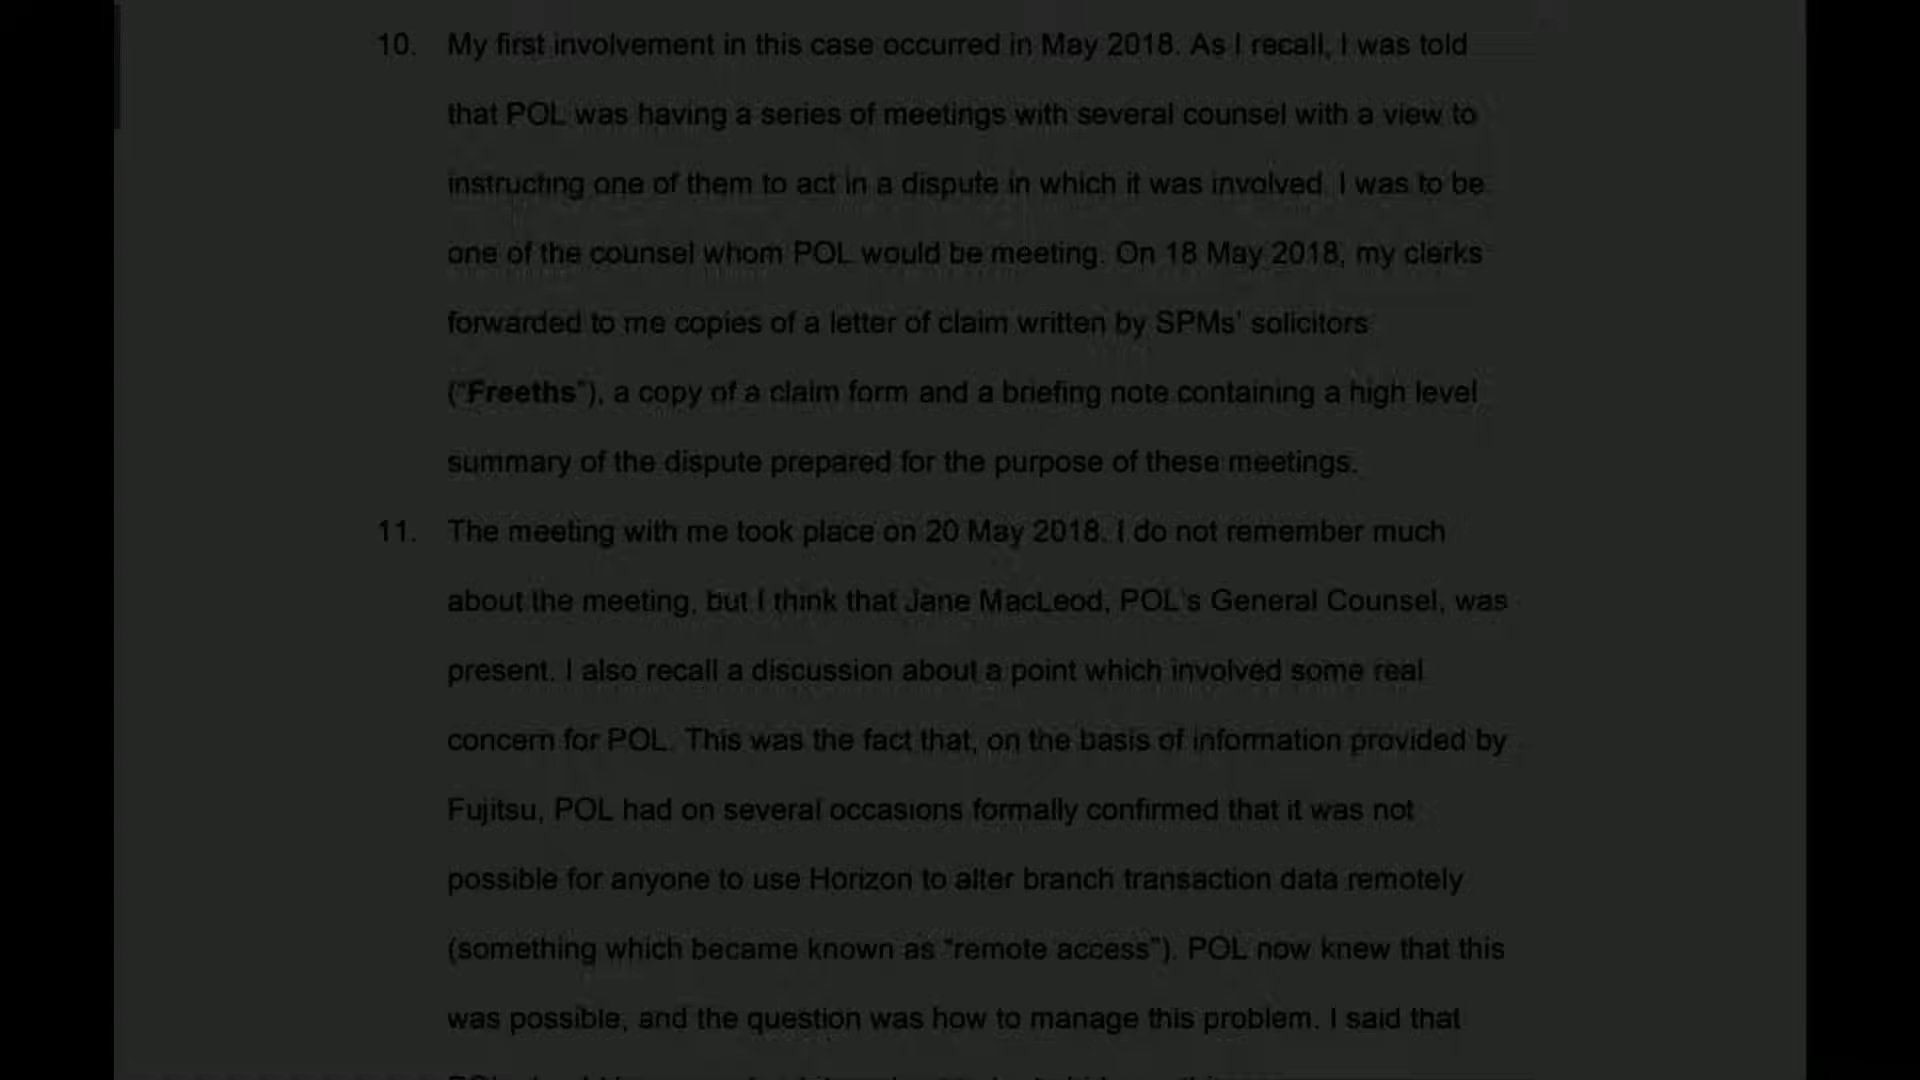 10. My first involvement in this case occurred in May 2018. As I recall, I was told
that POL was having a series of meetings with several counsel with a view to
instructing one of them to act in a dispute in which it was involved. I was to be
one of the counsel whom POL would be meeting. On 18 May 2018, my clerks
forwarded to me copies of a letter of claim written by SPMs' solicitors
("Freeths"), a copy of a claim form and a briefing note containing a high level
summary of the dispute prepared for the purpose of these meetings.
11. The meeting with me took place on 20 May 2018. I do not remember much
about the meeting, but I think that Jane MacLeod, POL's General Counsel, was
present. I also recall a discussion about a point which involved some real
concern for POL. This was the fact that, on the basis of information provided by
Fujitsu, POL had on several occasions formally confirmed that it was not
possible for anyone to use Horizon to alter branch transaction data remotely
(something which became known as "remote access"). POL now knew that this
was possible, and the question was how to manage this problem. I said that